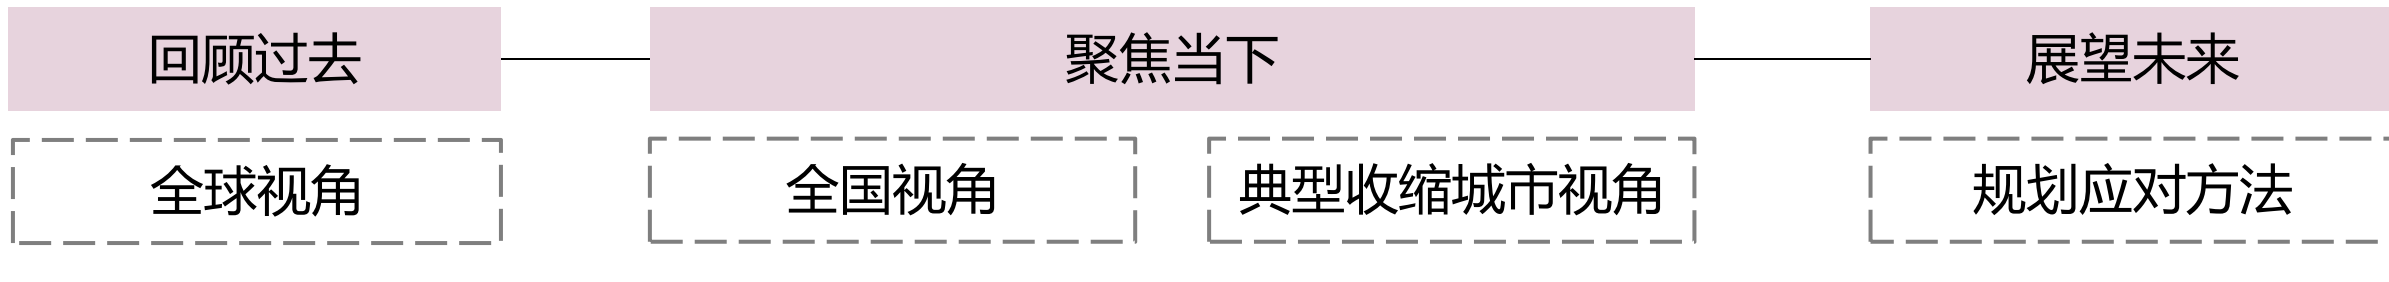 回顾过去
聚焦当下
展望未来
全球视角
全国视角
典型收缩城市视角
规划应对方法